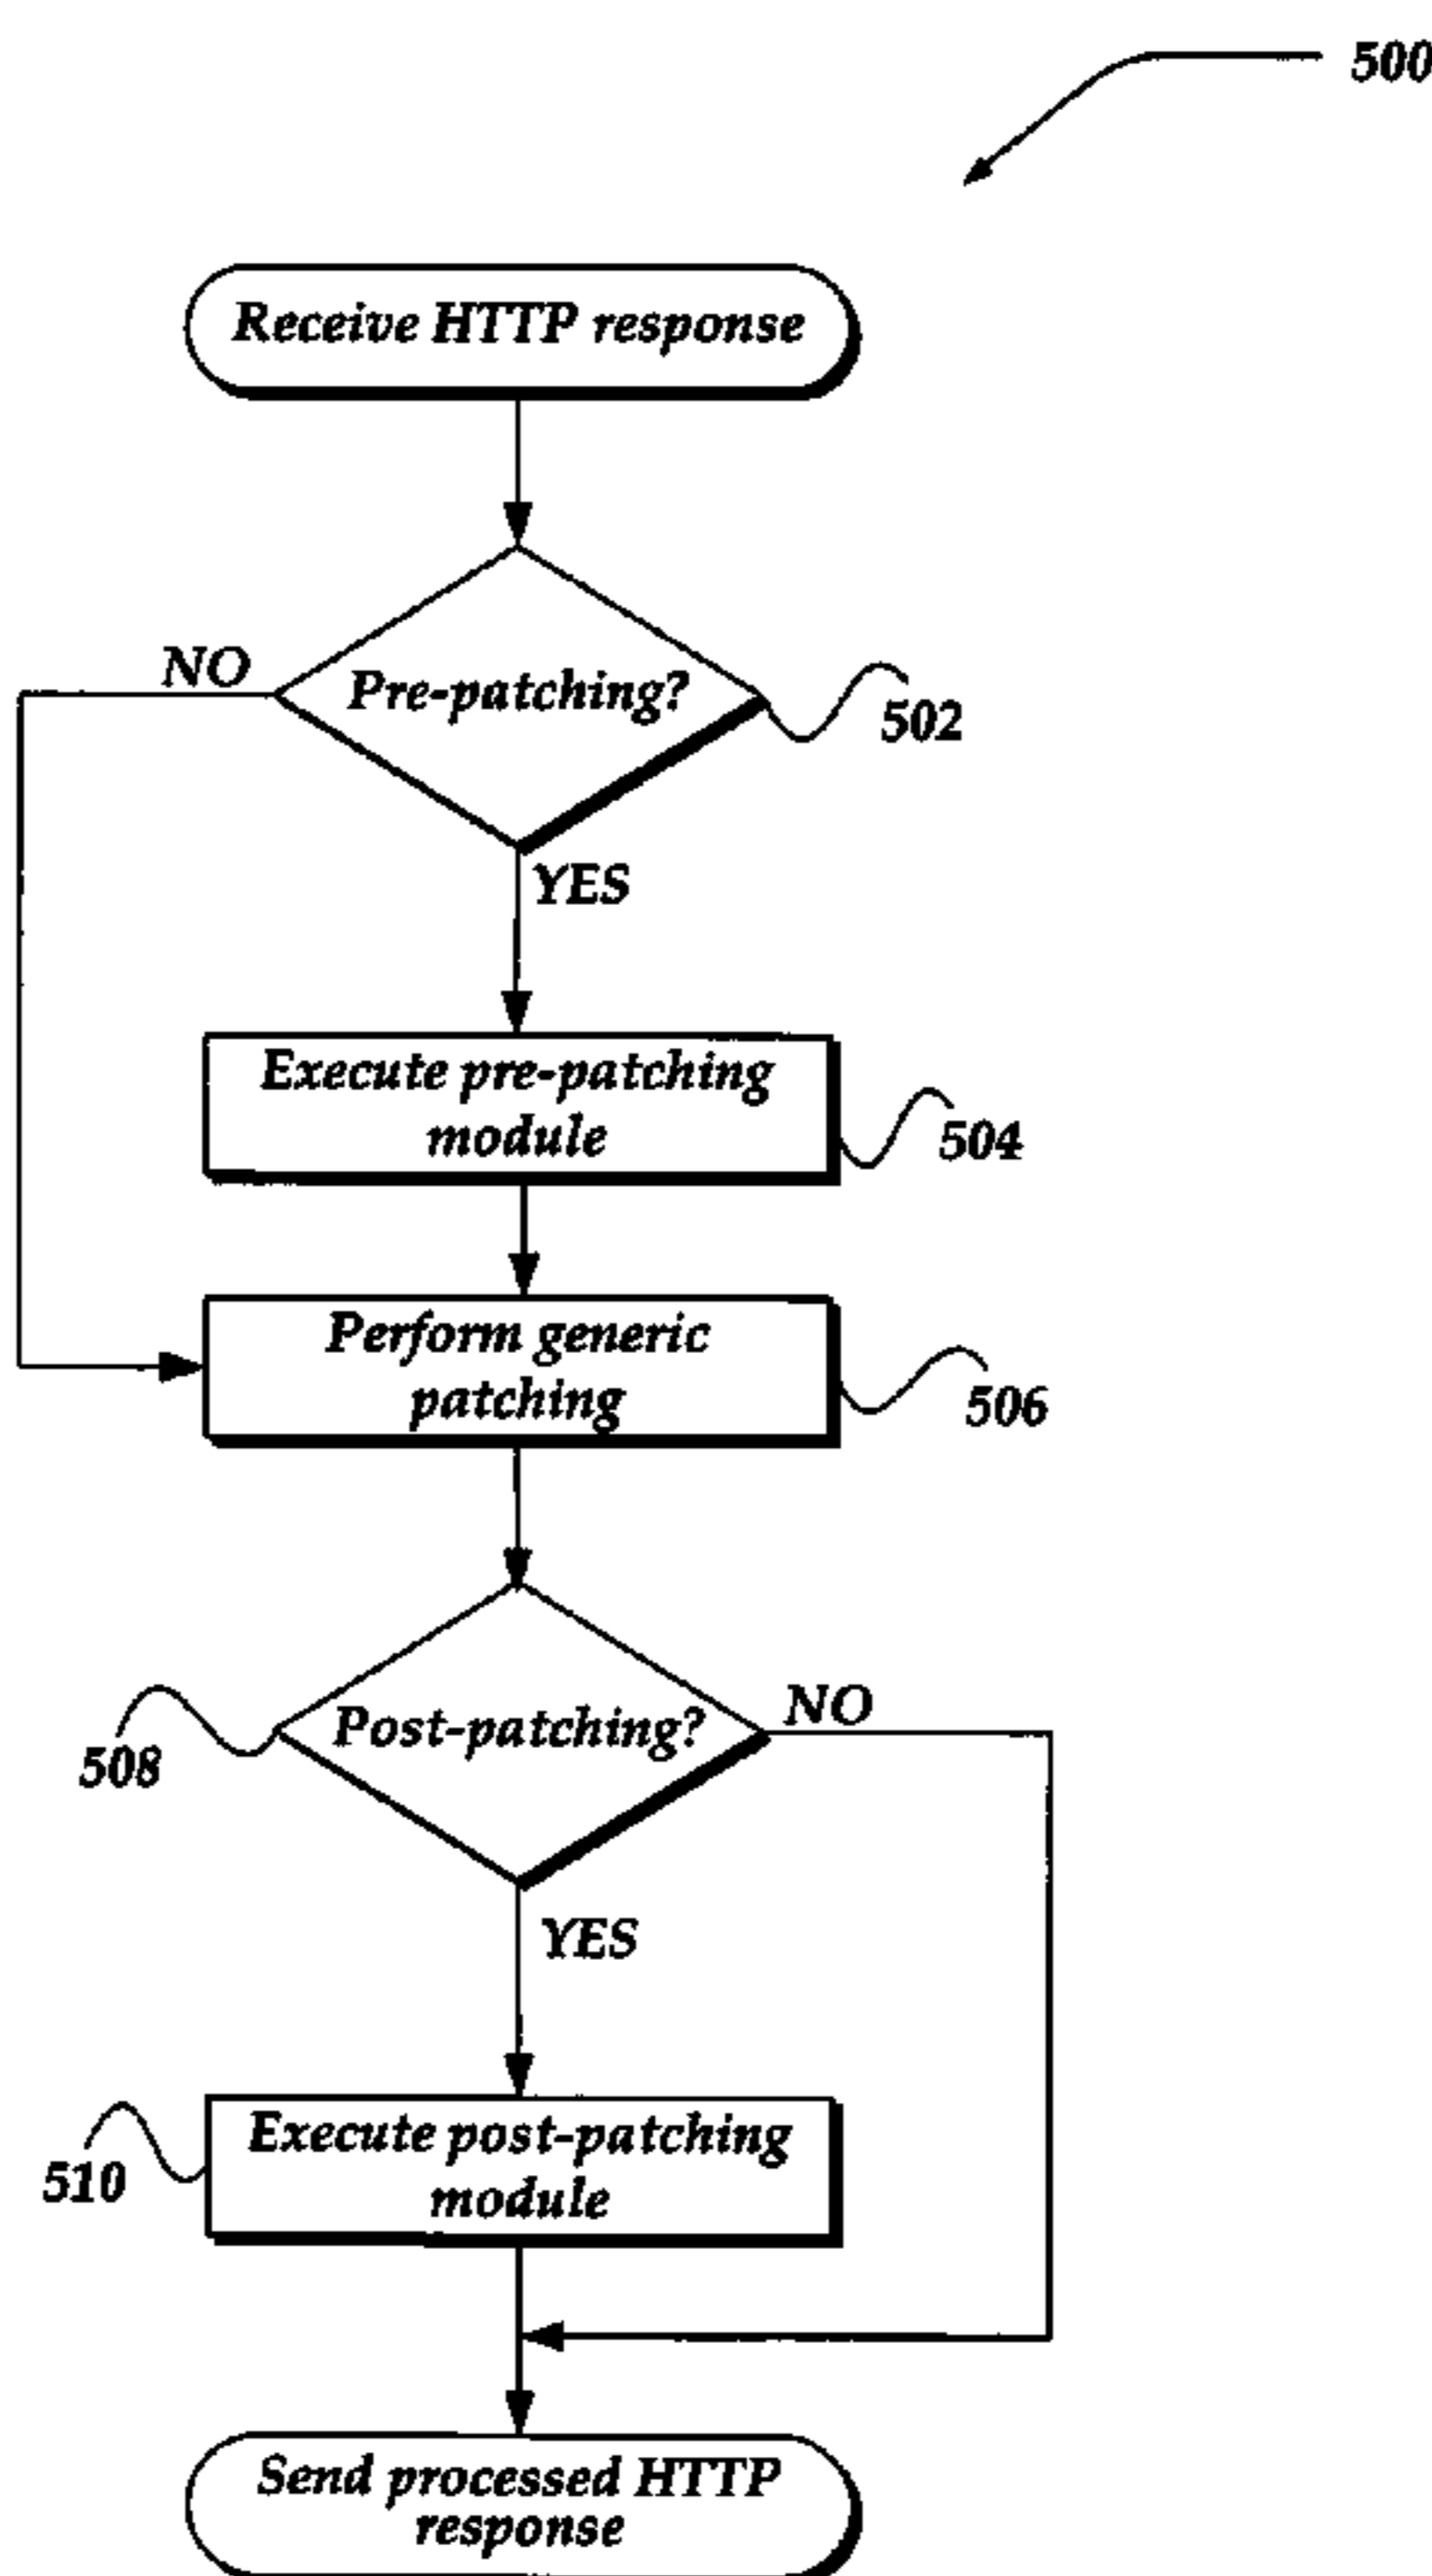 500
Receive HTTP response
NO
Pre-patching?
502
YES
Execute pre-patching
module
504
Perform generic
patching
506
Post-patching?
NO
508
YES
Execute post-patching
module
510
Send processed HTTP
response